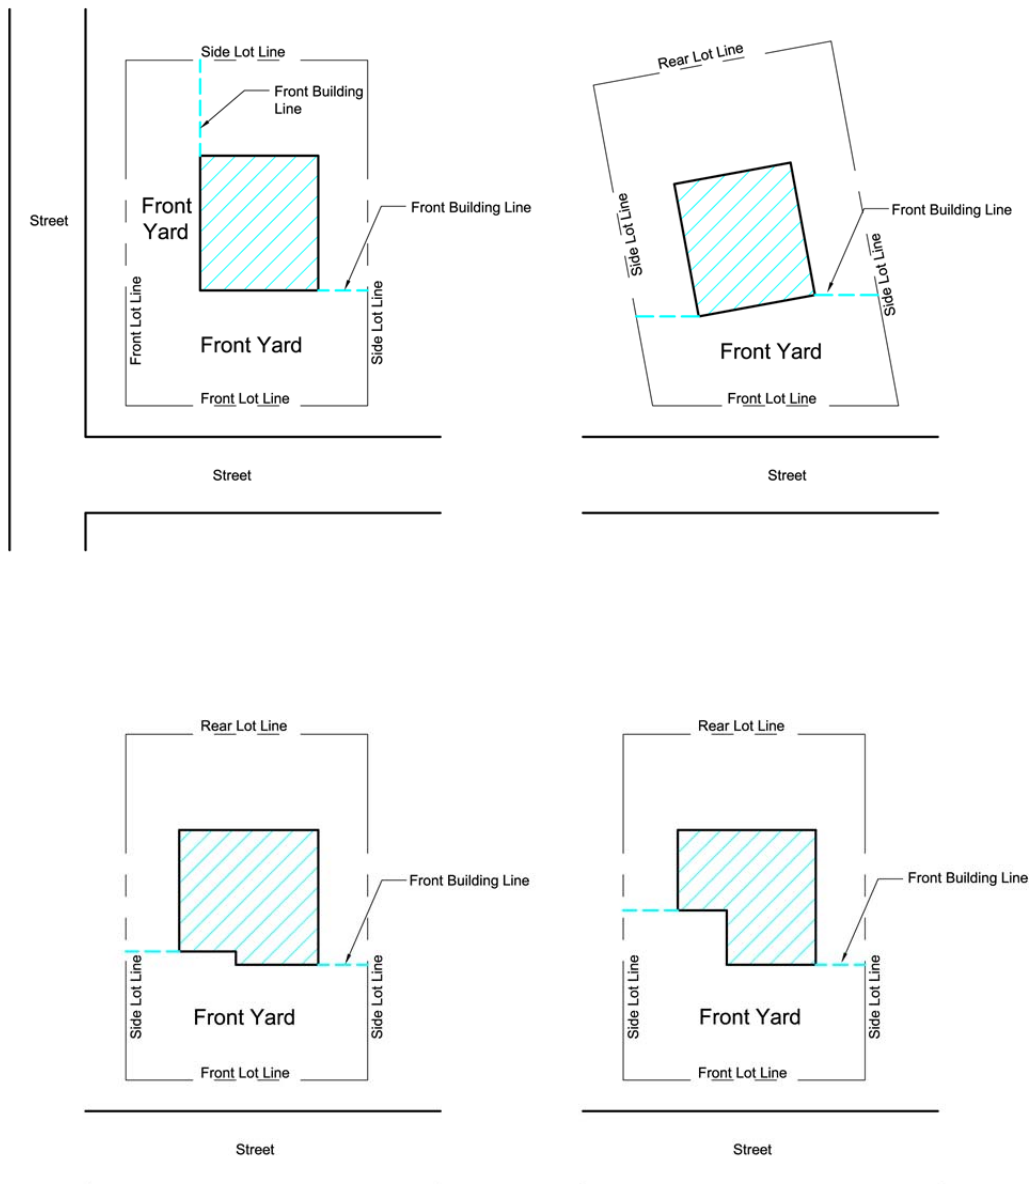 Side Lot Line
Front Building
Line
Front
Yard
Street
Front Building Line
Front Lot Line
Side Lot Line
Front Yard
Front Lot Line
Street
Rear Lot Line
Side Lot Line
Front Building Line
Side Lot Line
Front Yard
Front Lot Line
Street
Rear Lot Line
Front Building Line
Side Lot Line
Side Lot Line
Front Yard
Front Lot Line
Street
Rear Lot Line
Front Building Line
Side Lot Line
Side Lot Line
Front Yard
Front Lot Line
Street